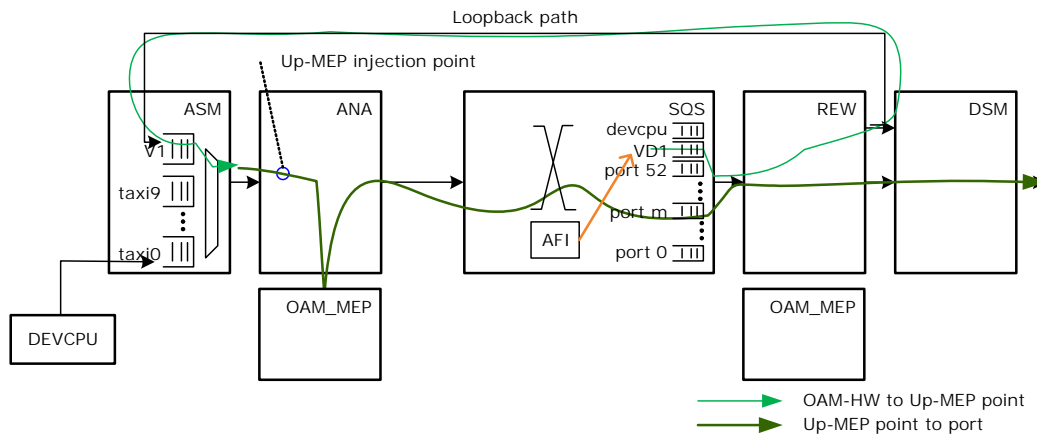 Loopback path
Up-MEP injection point
ASM
ANA
SQS
REW
DSM
V1
taxi9
taxi0
devcpu
VD1
port 52
port m
port 0
AFI
OAM_MEP
OAM_MEP
DEVCPU
OAM-HW to Up-MEP point
Up-MEP point to port